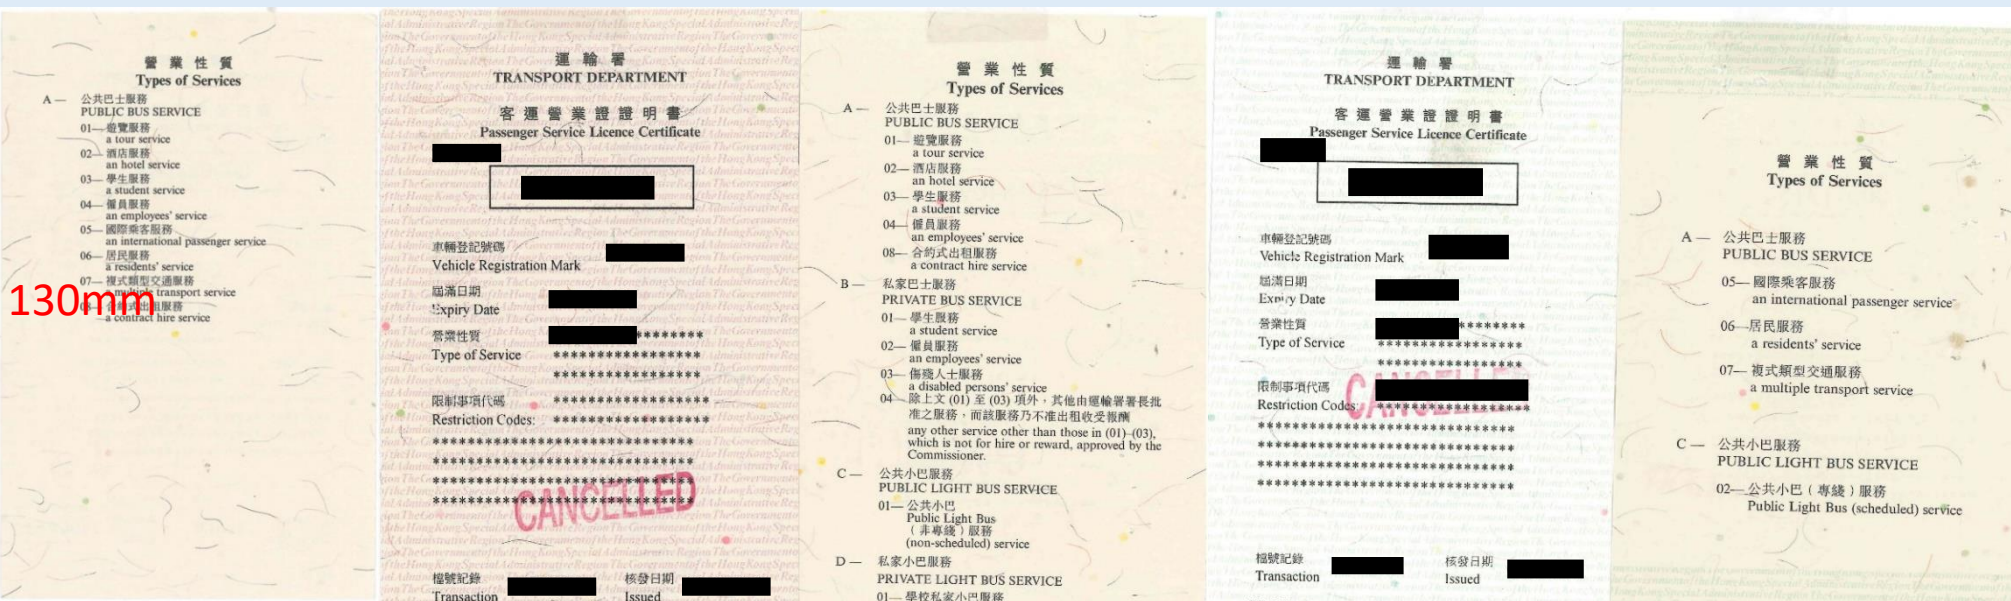 營業性質
Types of Services
A — 公共巴士服務
PUBLIC BUS SERVICE
01— 遊覽服務
a tour service
02— 酒店服務
an hotel service
03— 學生服務
a student service
04— 僱員服務
an employees' service
05— 國際乘客服務
an international passenger service
06— 居民服務
a residents' service
07— 複式類型交通服務
a multiple transport service
a contract hire service
130mm
運輸署
TRANSPORT DEPARTMENT
客運營業證證明書
Passenger Service Licence Certificate
車輛登記號碼
Vehicle Registration Mark
屆滿日期
Expiry Date
營業性質 ********
Type of Service *****************
*****************
限制事項代碼 ******************
Restriction Codes: ******************
******************************
******************************
******************************
******************************
CANCELLED
檔號記錄 核發日期
Transaction Issued
營業性質
Types of Services
A — 公共巴士服務
PUBLIC BUS SERVICE
01— 遊覽服務
a tour service
02— 酒店服務
an hotel service
03— 學生服務
a student service
04— 僱員服務
an employees' service
08— 合約式出租服務
a contract hire service
B — 私家巴士服務
PRIVATE BUS SERVICE
01— 學生服務
a student service
02— 僱員服務
an employees' service
03— 傷殘人士服務
a disabled persons' service
04— 除上文 (01) 至 (03) 項外，其他由運輸署署長批
准之服務，而該服務乃不准出租收受報酬
any other service other than those in (01)–(03),
which is not for hire or reward, approved by the
Commissioner.
C — 公共小巴服務
PUBLIC LIGHT BUS SERVICE
01— 公共小巴
Public Light Bus
（非專綫）服務
(non-scheduled) service
D — 私家小巴服務
PRIVATE LIGHT BUS SERVICE
01— 學校私家小巴服務
運輸署
TRANSPORT DEPARTMENT
客運營業證證明書
Passenger Service Licence Certificate
車輛登記號碼
Vehicle Registration Mark
屆滿日期
Expiry Date
營業性質 ********
Type of Service *****************
*****************
限制事項代碼
Restriction Codes: ******************
******************************
******************************
******************************
******************************
CANCELLED
檔號記錄 核發日期
Transaction Issued
營業性質
Types of Services
A — 公共巴士服務
PUBLIC BUS SERVICE
05— 國際乘客服務
an international passenger service
06— 居民服務
a residents' service
07— 複式類型交通服務
a multiple transport service
C — 公共小巴服務
PUBLIC LIGHT BUS SERVICE
02— 公共小巴（專綫）服務
Public Light Bus (scheduled) service